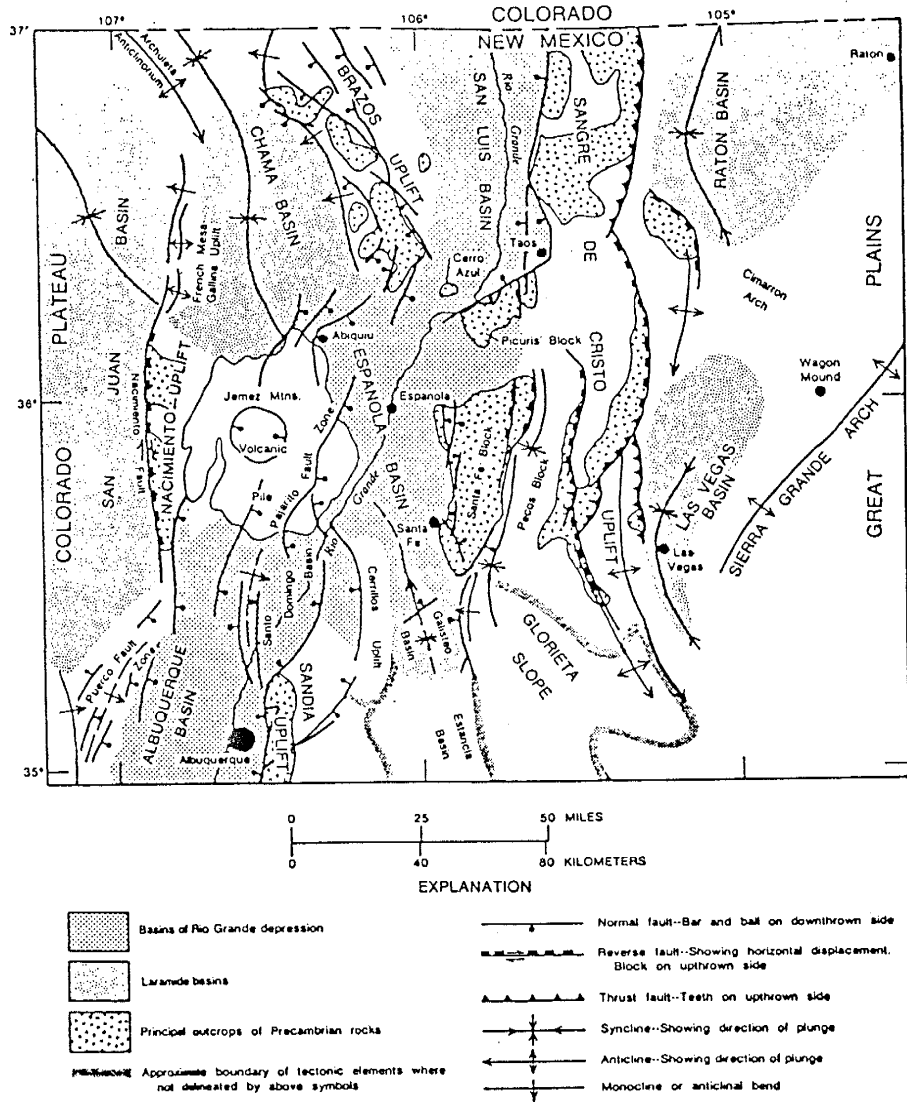 COLORADO
NEW MEXICO
107°
106°
105°
37°
36°
35°
Archuleta
Anticlinorium
CHAMA
BASIN
BRAZOS
UPLIFT
SAN
LUIS
BASIN
Rio
Grande
SANGRE
DE
CRISTO
UPLIFT
RATON BASIN
Raton
PLATEAU
COLORADO
BASIN
SAN JUAN
French Mesa
Gallina Uplift
Taos
Cerro
Azul
Cimarron
Arch
PLAINS
GREAT
Abiquiu
Picuris' Block
ESPANOLA
BASIN
Espanola
Wagon
Mound
Nacimiento
Fault
NACIMIENTO UPLIFT
Jemez Mtns.
Volcanic
Pile
Pajarito Fault
Zone
Rio
Grande
Santa Fe Block
Pecos Block
Santa
Fe
LAS VEGAS
BASIN
Las
Vegas
SIERRA GRANDE ARCH
Santo
Domingo
Basin
Cerrillos
Uplift
Galisteo
Basin
GLORIETA
SLOPE
Puerco Fault
Zone
ALBUQUERQUE
BASIN
SANDIA
UPLIFT
Albuquerque
Estancia
Basin
0 25 50 MILES
0 40 80 KILOMETERS
EXPLANATION
Basins of Rio Grande depression
Laramide basins
Principal outcrops of Precambrian rocks
Approximate boundary of tectonic elements where
not delineated by above symbols
Normal fault--Bar and ball on downthrown side
Reverse fault--Showing horizontal displacement.
Block on upthrown side
Thrust fault--Teeth on upthrown side
Syncline--Showing direction of plunge
Anticline--Showing direction of plunge
Monocline or anticlinal bend